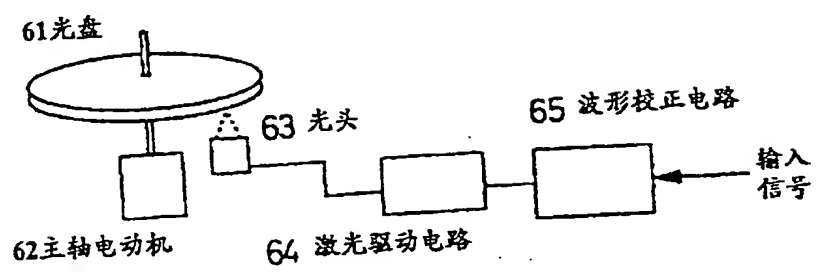 61光盘
63 光头
65 波形校正电路
输入
信号
62主轴电动机
64 激光驱动电路